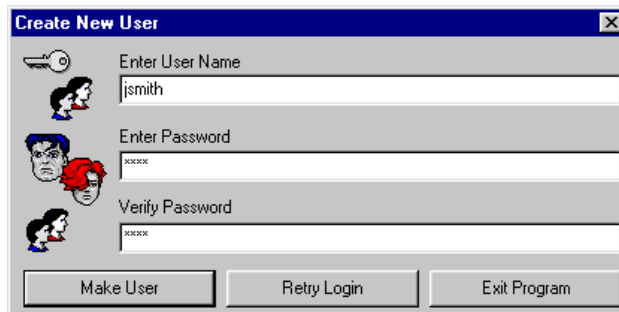 Create New User
Enter User Name
jsmith
Enter Password
****
Verify Password
****
Make User Retry Login Exit Program